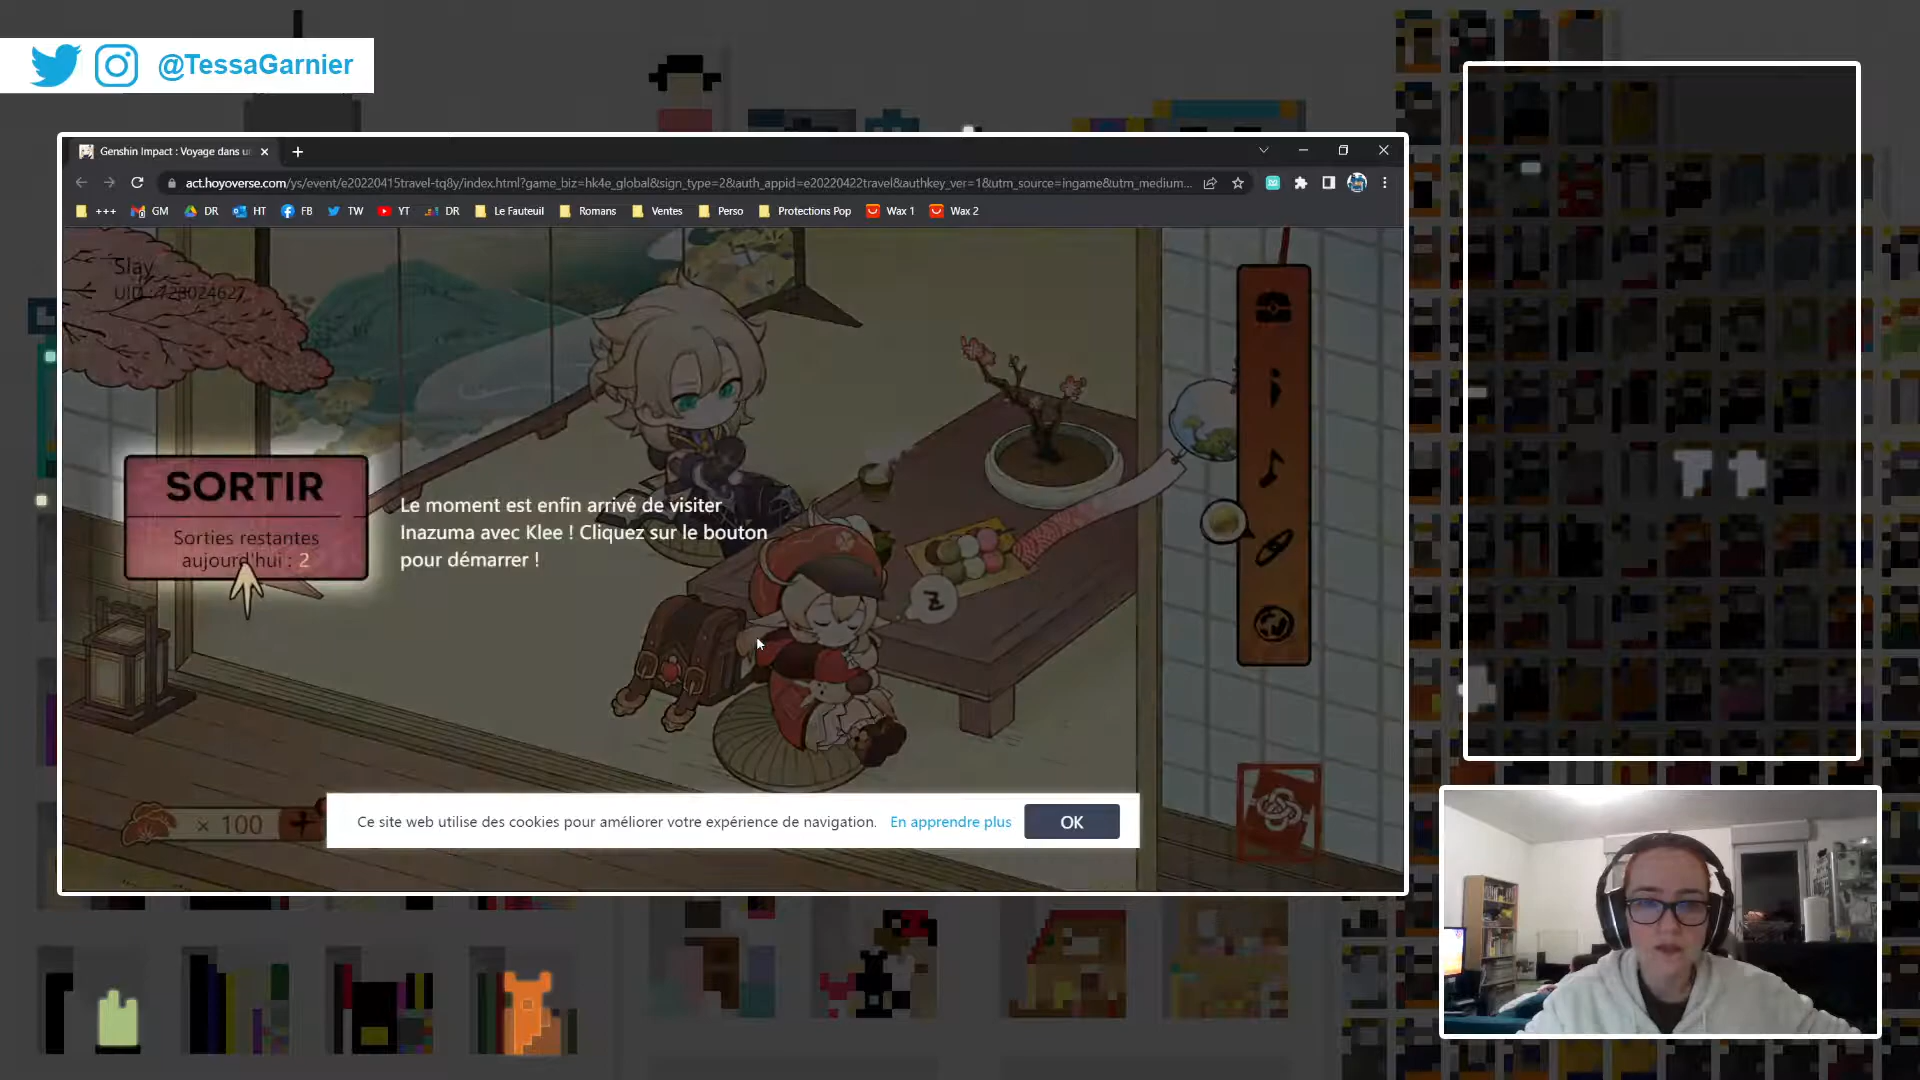 @TessaGarnier
Genshin Impact : Voyage dans u
act.hoyoverse.com/ys/event/e20220415travel-tq8y/index.html?game_biz=hk4e_global&sign_type=2&auth_appid=e20220422travel&authkey_ver=1&utm_source=ingame&utm_medium...
+++ GM DR HT FB TW YT DR Le Fauteuil Romans Ventes Perso Protections Pop Wax 1 Wax 2
Slay
SORTIR
Sorties restantes
aujourd'hui : 2
Le moment est enfin arrivé de visiter
Inazuma avec Klee ! Cliquez sur le bouton
pour démarrer !
z
× 100
Ce site web utilise des cookies pour améliorer votre expérience de navigation. En apprendre plus OK